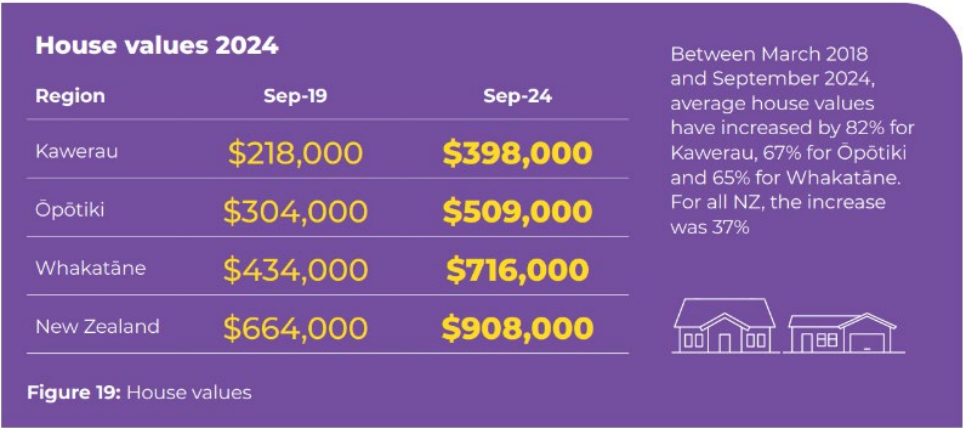 House values 2024
Region Sep-19 Sep-24
Kawerau $218,000 $398,000
Ōpōtiki $304,000 $509,000
Whakatāne $434,000 $716,000
New Zealand $664,000 $908,000
Figure 19: House values
Between March 2018
and September 2024,
average house values
have increased by 82% for
Kawerau, 67% for Ōpōtiki
and 65% for Whakatāne.
For all NZ, the increase
was 37%